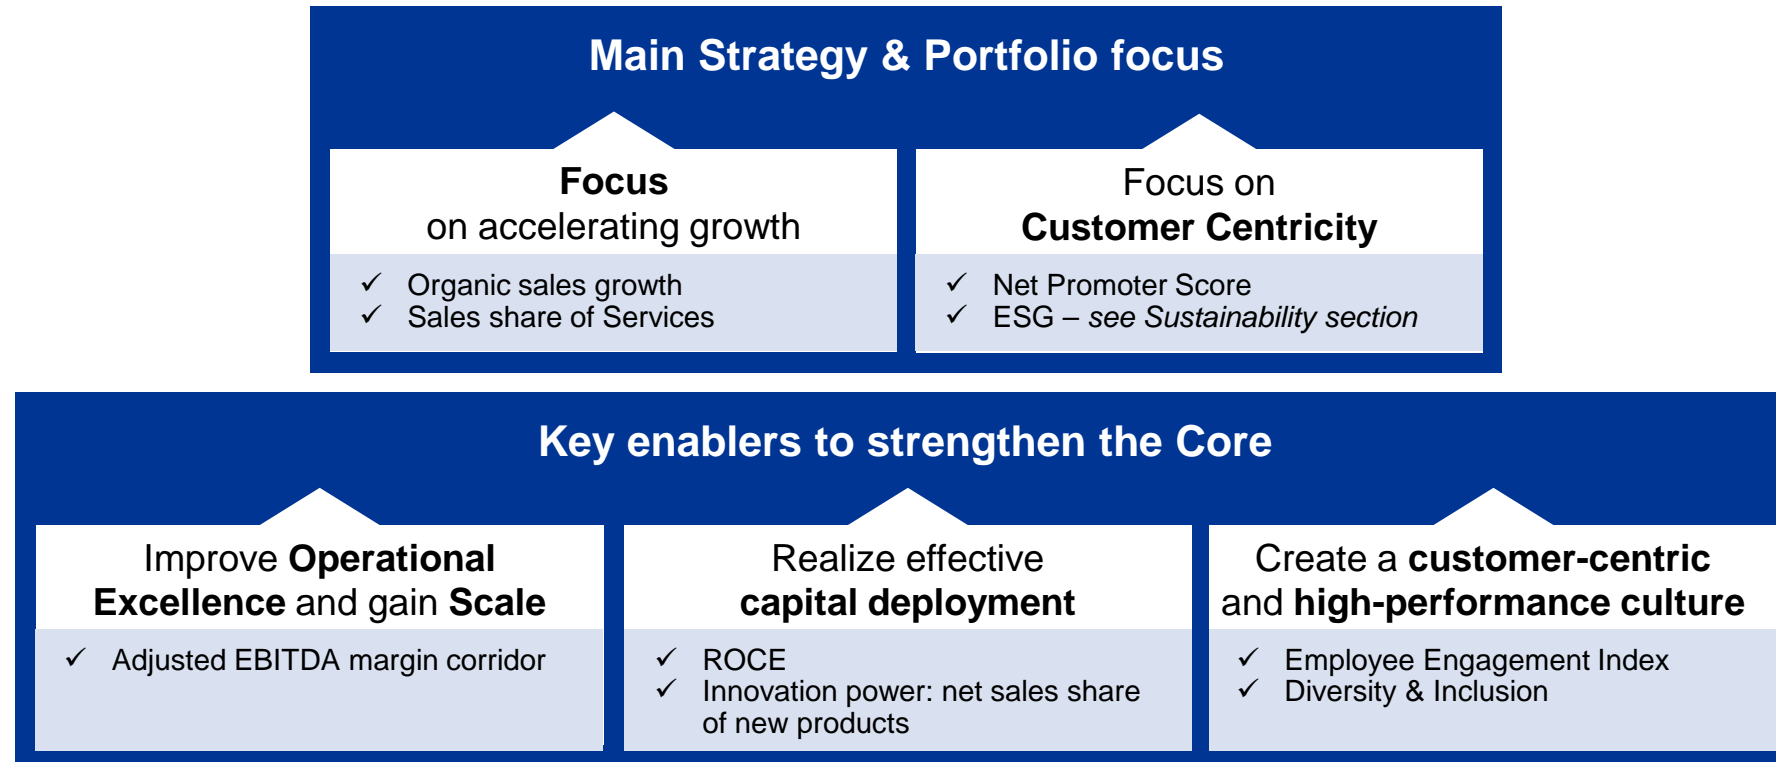 Main Strategy & Portfolio focus
Focus
on accelerating growth
✓ Organic sales growth
✓ Sales share of Services
Focus on
Customer Centricity
✓ Net Promoter Score
✓ ESG – see Sustainability section
Key enablers to strengthen the Core
Improve Operational
Excellence and gain Scale
✓ Adjusted EBITDA margin corridor
Realize effective
capital deployment
✓ ROCE
✓ Innovation power: net sales share
of new products
Create a customer-centric
and high-performance culture
✓ Employee Engagement Index
✓ Diversity & Inclusion